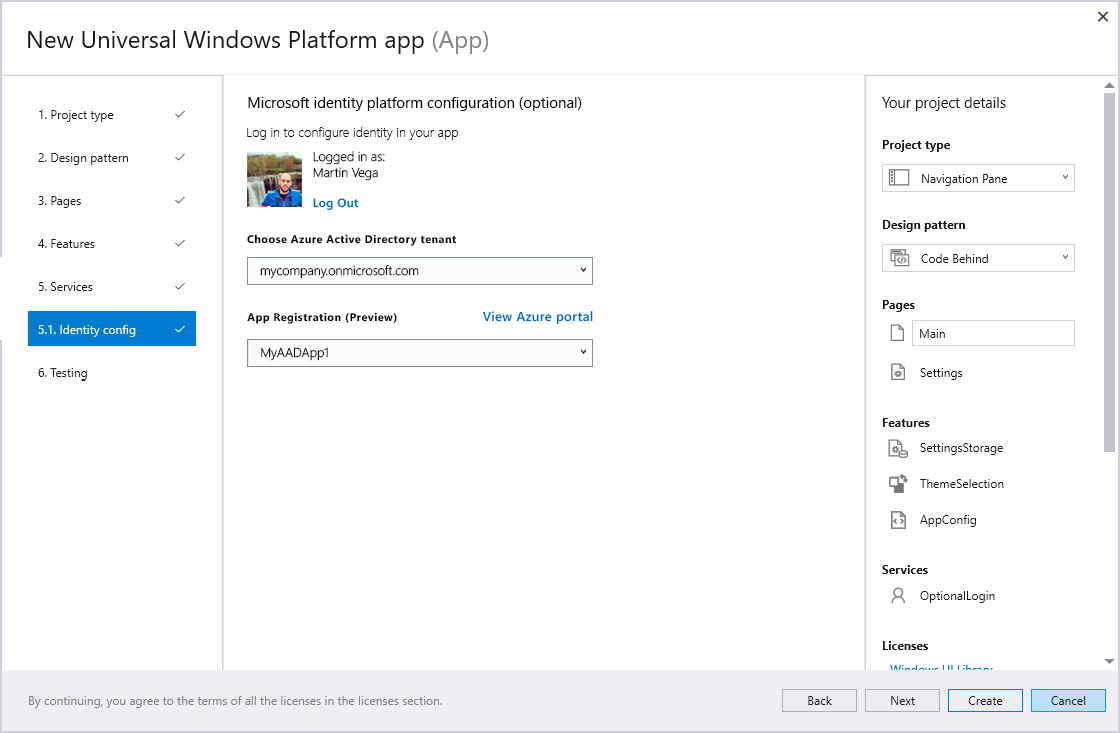 New Universal Windows Platform app (App)
1. Project type
2. Design pattern
3. Pages
4. Features
5. Services
5.1. Identity config
6. Testing
Microsoft identity platform configuration (optional)
Log in to configure identity in your app
Logged in as:
Martin Vega
Log Out
Choose Azure Active Directory tenant
mycompany.onmicrosoft.com
App Registration (Preview)
View Azure portal
MyAADApp1
Your project details
Project type
Navigation Pane
Design pattern
Code Behind
Pages
Main
Settings
Features
SettingsStorage
ThemeSelection
AppConfig
Services
OptionalLogin
Licenses
Windows UI Library
By continuing, you agree to the terms of all the licenses in the licenses section.
Back
Next
Create
Cancel